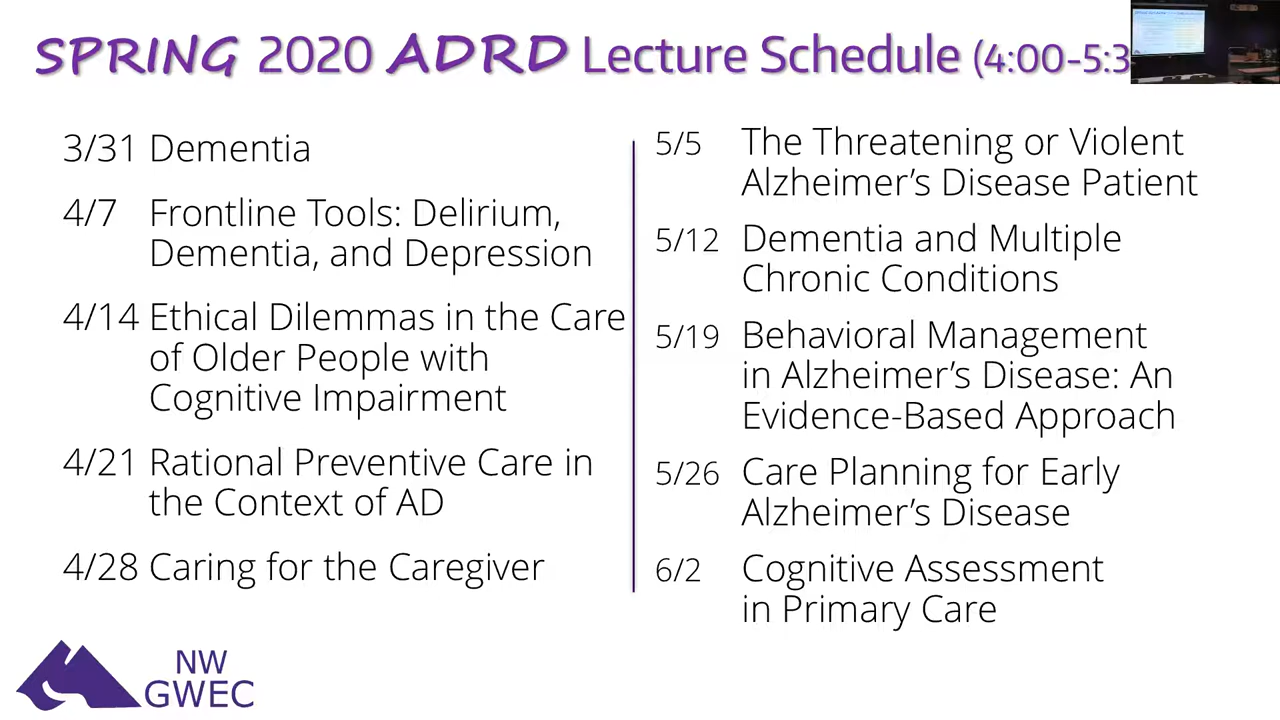 SPRING 2020 ADRD Lecture Schedule (4:00-5:3
3/31 Dementia
4/7 Frontline Tools: Delirium,
Dementia, and Depression
4/14 Ethical Dilemmas in the Care
of Older People with
Cognitive Impairment
4/21 Rational Preventive Care in
the Context of AD
4/28 Caring for the Caregiver
5/5 The Threatening or Violent
Alzheimer’s Disease Patient
5/12 Dementia and Multiple
Chronic Conditions
5/19 Behavioral Management
in Alzheimer’s Disease: An
Evidence-Based Approach
5/26 Care Planning for Early
Alzheimer’s Disease
6/2 Cognitive Assessment
in Primary Care
NW
GWEC